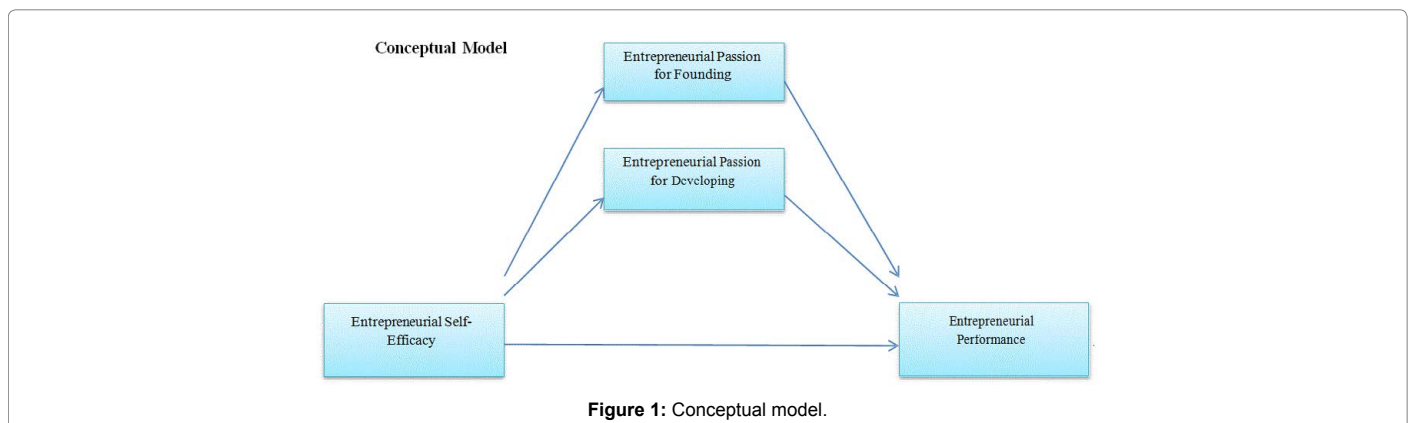 Conceptual Model
Entrepreneurial Passion
for Founding
Entrepreneurial Passion
for Developing
Entrepreneurial Self-
Efficacy
Entrepreneurial
Performance
Figure 1: Conceptual model.